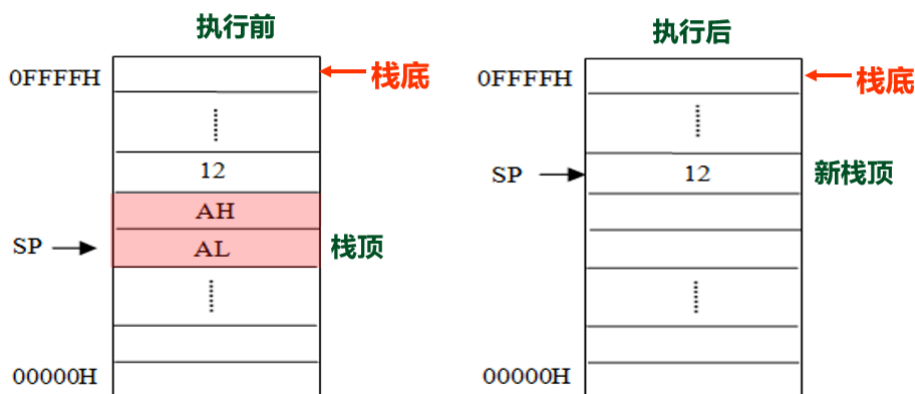 执行前
0FFFFH
栈底
12
AH
SP
AL
栈顶
00000H
执行后
0FFFFH
栈底
SP
12
新栈顶
00000H